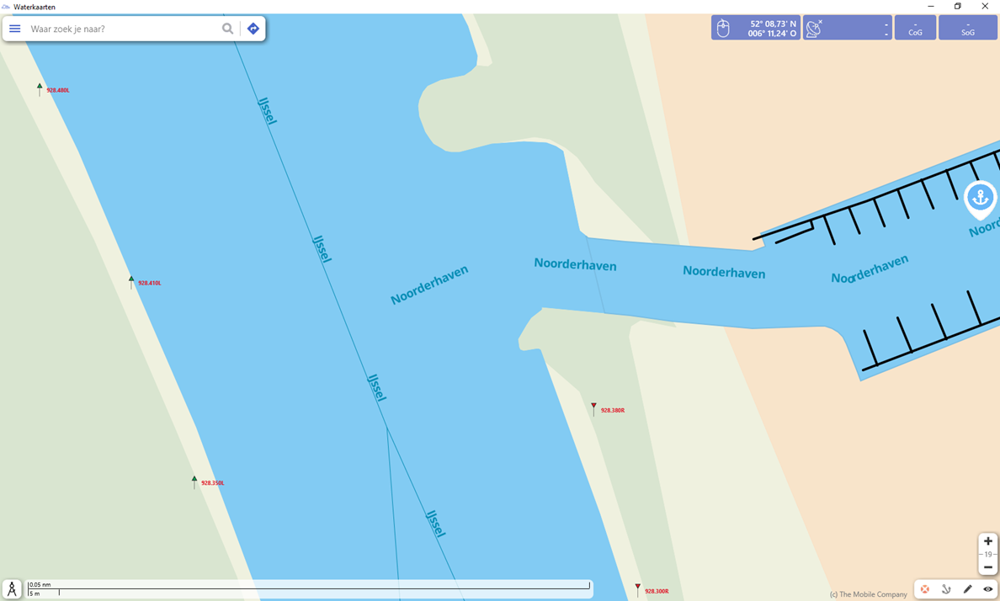 Waterkaarten
Waar zoek je naar?
52° 08,73' N
006° 11,24' O
-
-
-
CoG
-
SoG
928.480L
IJssel
Noord
IJssel
Noorderhaven
Noorderhaven
Noorderhaven
Noorderhaven
928.410L
IJssel
928.380R
928.350L
IJssel
19
0.05 nm
5 m
928.300R
(c) The Mobile Company